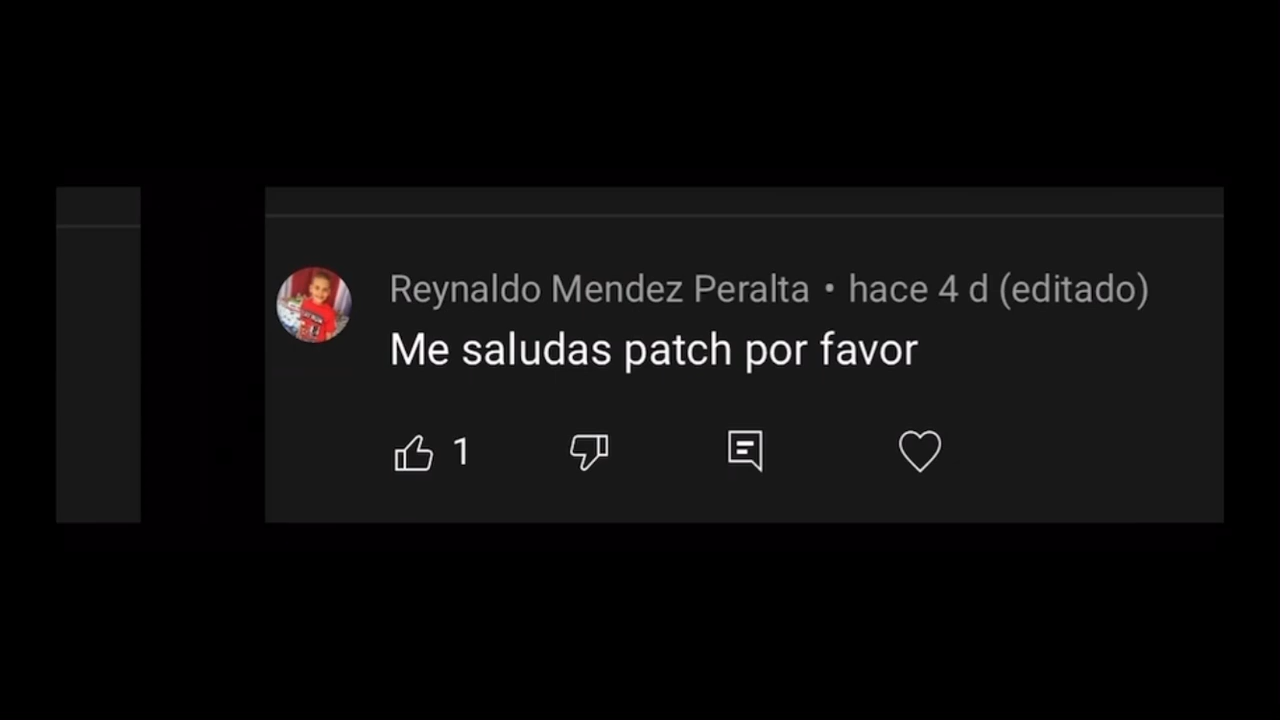 Reynaldo Mendez Peralta • hace 4 d (editado)
Me saludas patch por favor
1